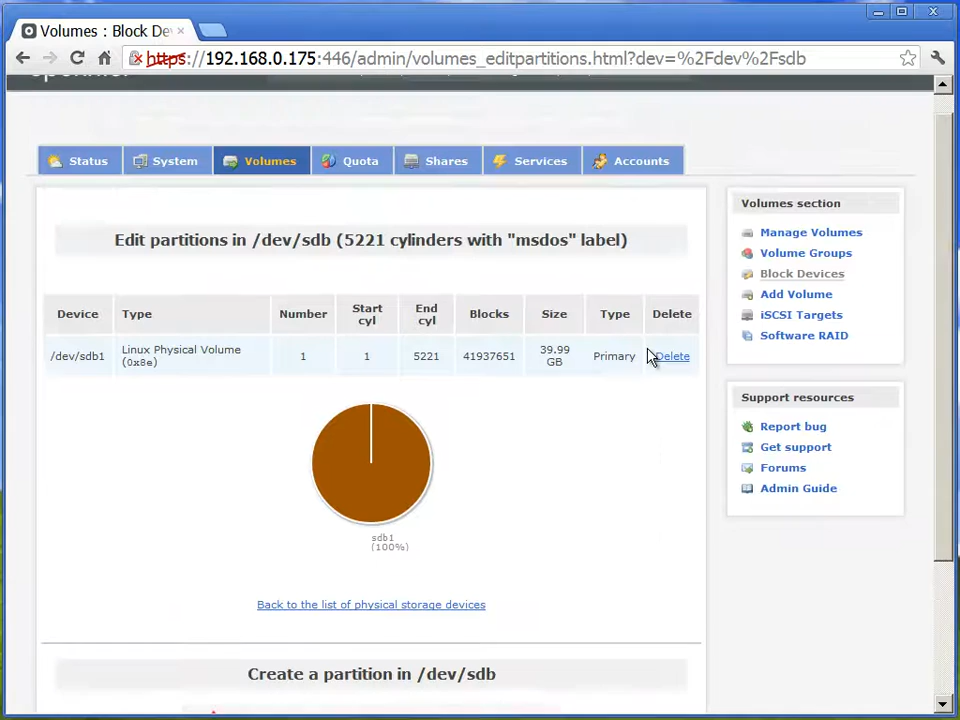 Volumes : Block De
https://192.168.0.175:446/admin/volumes_editpartitions.html?dev=%2Fdev%2Fsdb
Status
System
Volumes
Quota
Shares
Services
Accounts
Edit partitions in /dev/sdb (5221 cylinders with "msdos" label)
Device Type Number Start cyl End cyl Blocks Size Type Delete
/dev/sdb1 Linux Physical Volume (0x8e) 1 1 5221 41937651 39.99 GB Primary Delete
sdb1
(100%)
Back to the list of physical storage devices
Create a partition in /dev/sdb
Volumes section
Manage Volumes
Volume Groups
Block Devices
Add Volume
iSCSI Targets
Software RAID
Support resources
Report bug
Get support
Forums
Admin Guide